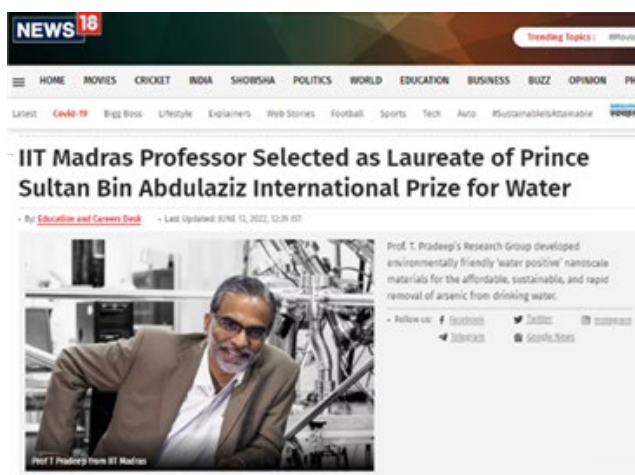 NEWS 18
Trending Topics :
HOME MOVIES CRICKET INDIA SHOWSHA POLITICS WORLD EDUCATION BUSINESS BUZZ OPINION PH
Latest Covid-19 Bigg Boss Lifestyle Explainers Web Stories Football Sports Tech Auto #SustainableIsAttainable
IIT Madras Professor Selected as Laureate of Prince
Sultan Bin Abdulaziz International Prize for Water
- By: Education and Careers Desk - Last Updated: JUNE 13, 2022, 12:39 IST
Prof. T. Pradeep's Research Group developed
environmentally friendly 'water positive' nanoscale
materials for the affordable, sustainable, and rapid
removal of arsenic from drinking water.
- Follow us: Facebook Twitter Instagram
Telegram Google News
Prof T Pradeep from IIT Madras